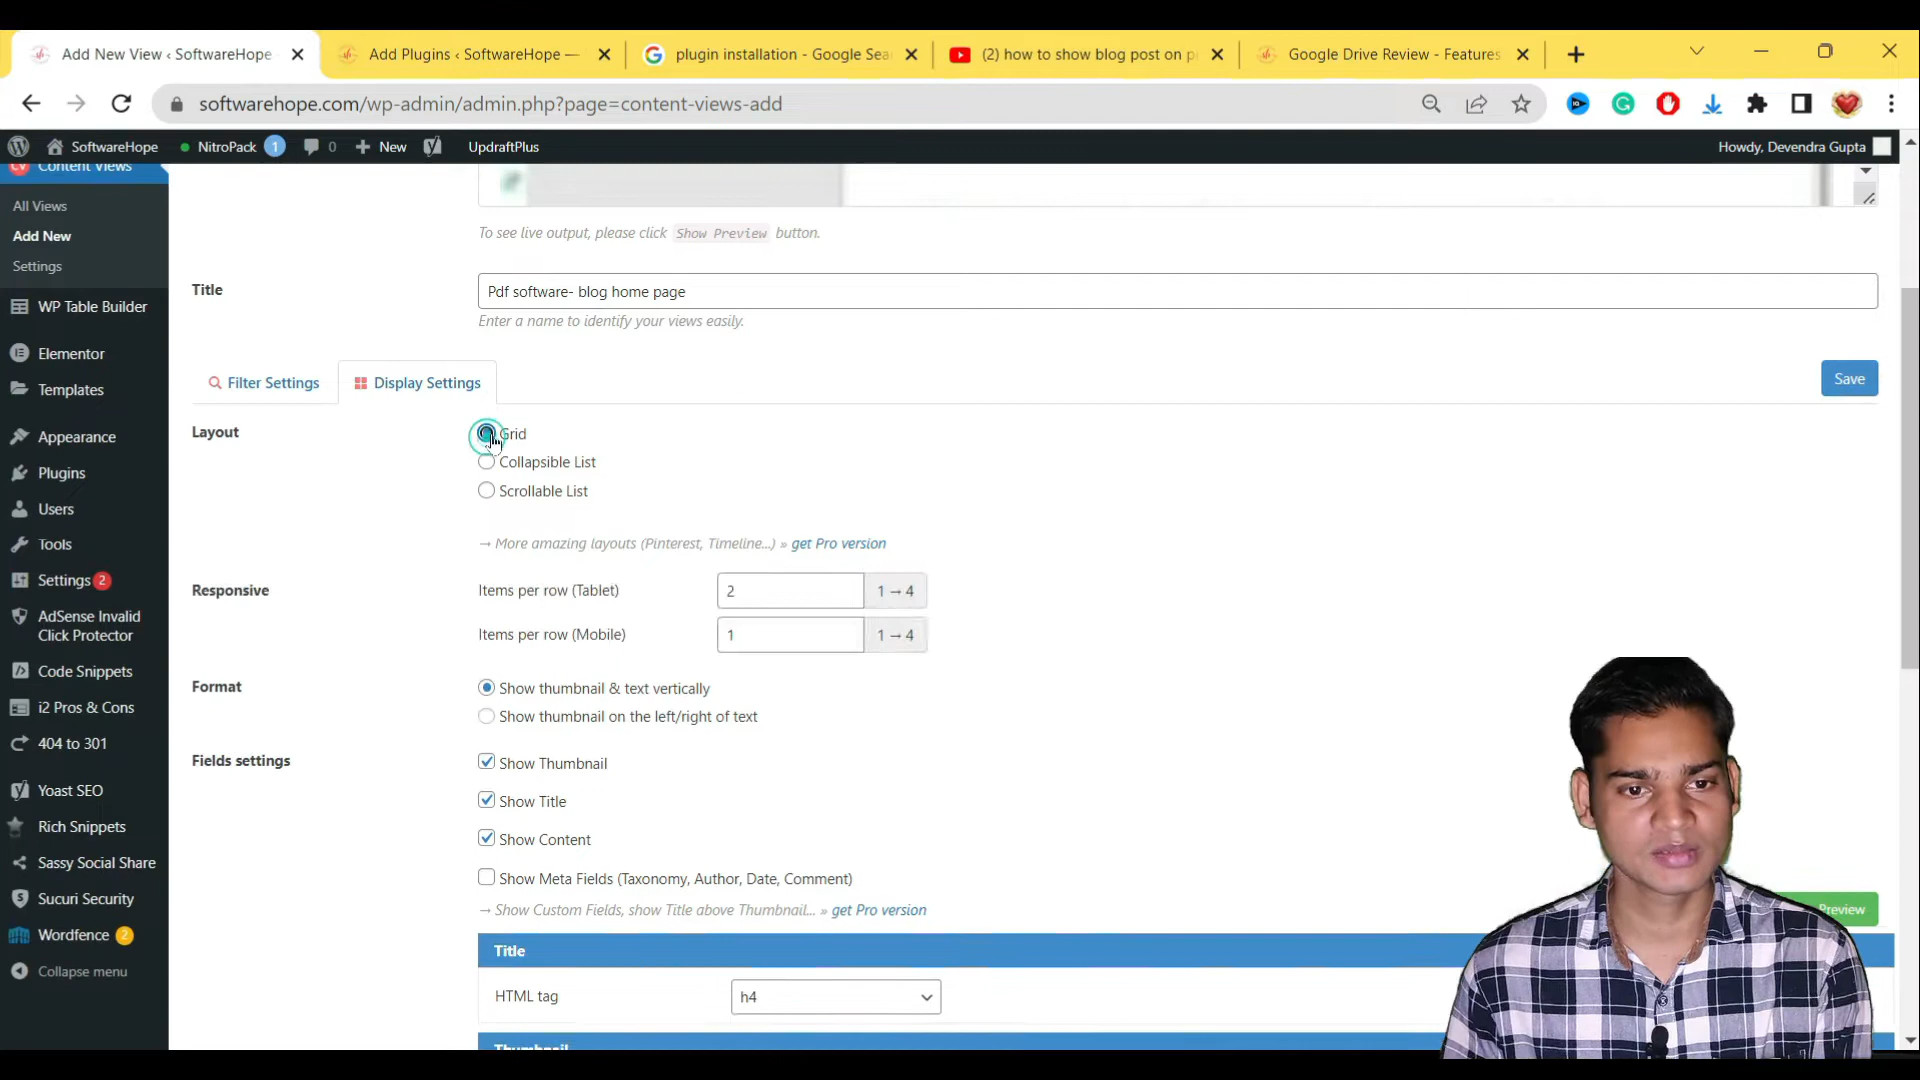 Add New View ‹ SoftwareHope
Add Plugins ‹ SoftwareHope —
plugin installation - Google Sea
(2) how to show blog post on p
Google Drive Review - Features
softwarehope.com/wp-admin/admin.php?page=content-views-add
SoftwareHope
NitroPack 1
0
New
UpdraftPlus
Howdy, Devendra Gupta
Content Views
All Views
Add New
Settings
WP Table Builder
Elementor
Templates
Appearance
Plugins
Users
Tools
Settings 2
AdSense Invalid
Click Protector
Code Snippets
i2 Pros & Cons
404 to 301
Yoast SEO
Rich Snippets
Sassy Social Share
Sucuri Security
Wordfence 2
Collapse menu
To see live output, please click Show Preview button.
Title
Pdf software- blog home page
Enter a name to identify your views easily.
Filter Settings
Display Settings
Save
Layout
Grid
Collapsible List
Scrollable List
→ More amazing layouts (Pinterest, Timeline...) » get Pro version
Responsive
Items per row (Tablet) 2 1 → 4
Items per row (Mobile) 1 1 → 4
Format
Show thumbnail & text vertically
Show thumbnail on the left/right of text
Fields settings
Show Thumbnail
Show Title
Show Content
Show Meta Fields (Taxonomy, Author, Date, Comment)
→ Show Custom Fields, show Title above Thumbnail... » get Pro version
Preview
Title
HTML tag h4